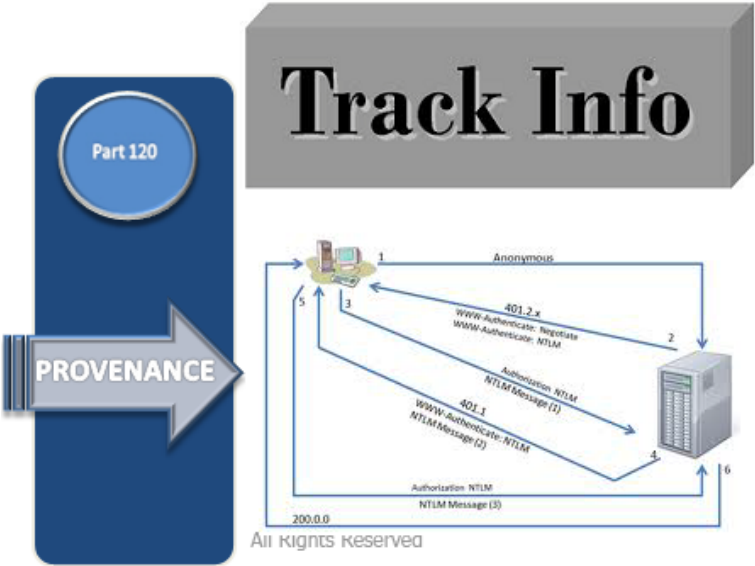 Track Info
Part 120
PROVENANCE
1
Anonymous
5
3
401.2.x
WWW-Authenticate: Negotiate
WWW-Authenticate: NTLM
2
Authorization NTLM
NTLM Message (1)
401.1
WWW-Authenticate: NTLM
NTLM Message (2)
4
6
Authorization NTLM
NTLM Message (3)
200.0.0
All Rights Reserved